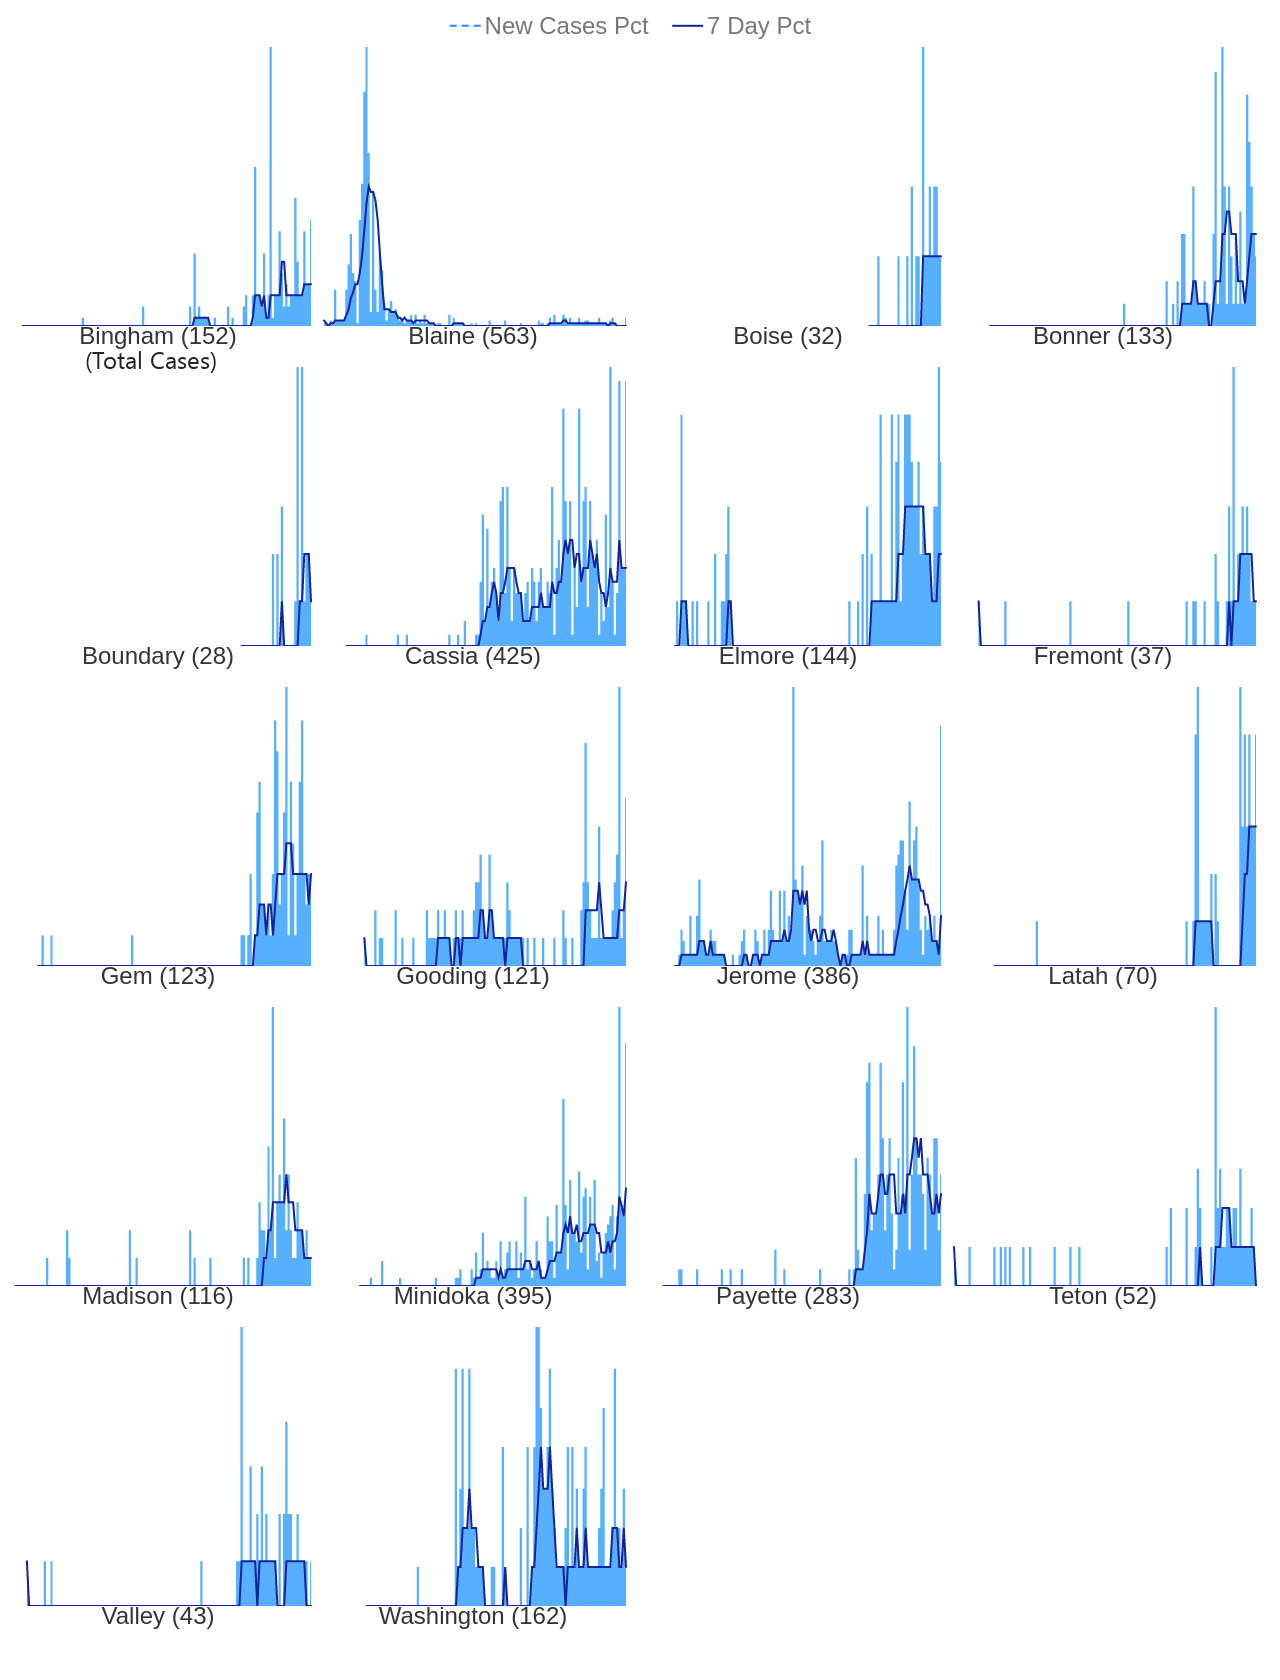 New Cases Pct 7 Day Pct
Bingham (152) Blaine (563) Boise (32) Bonner (133)
(Total Cases)
Boundary (28) Cassia (425) Elmore (144) Fremont (37)
Gem (123) Gooding (121) Jerome (386) Latah (70)
Madison (116) Minidoka (395) Payette (283) Teton (52)
Valley (43) Washington (162)